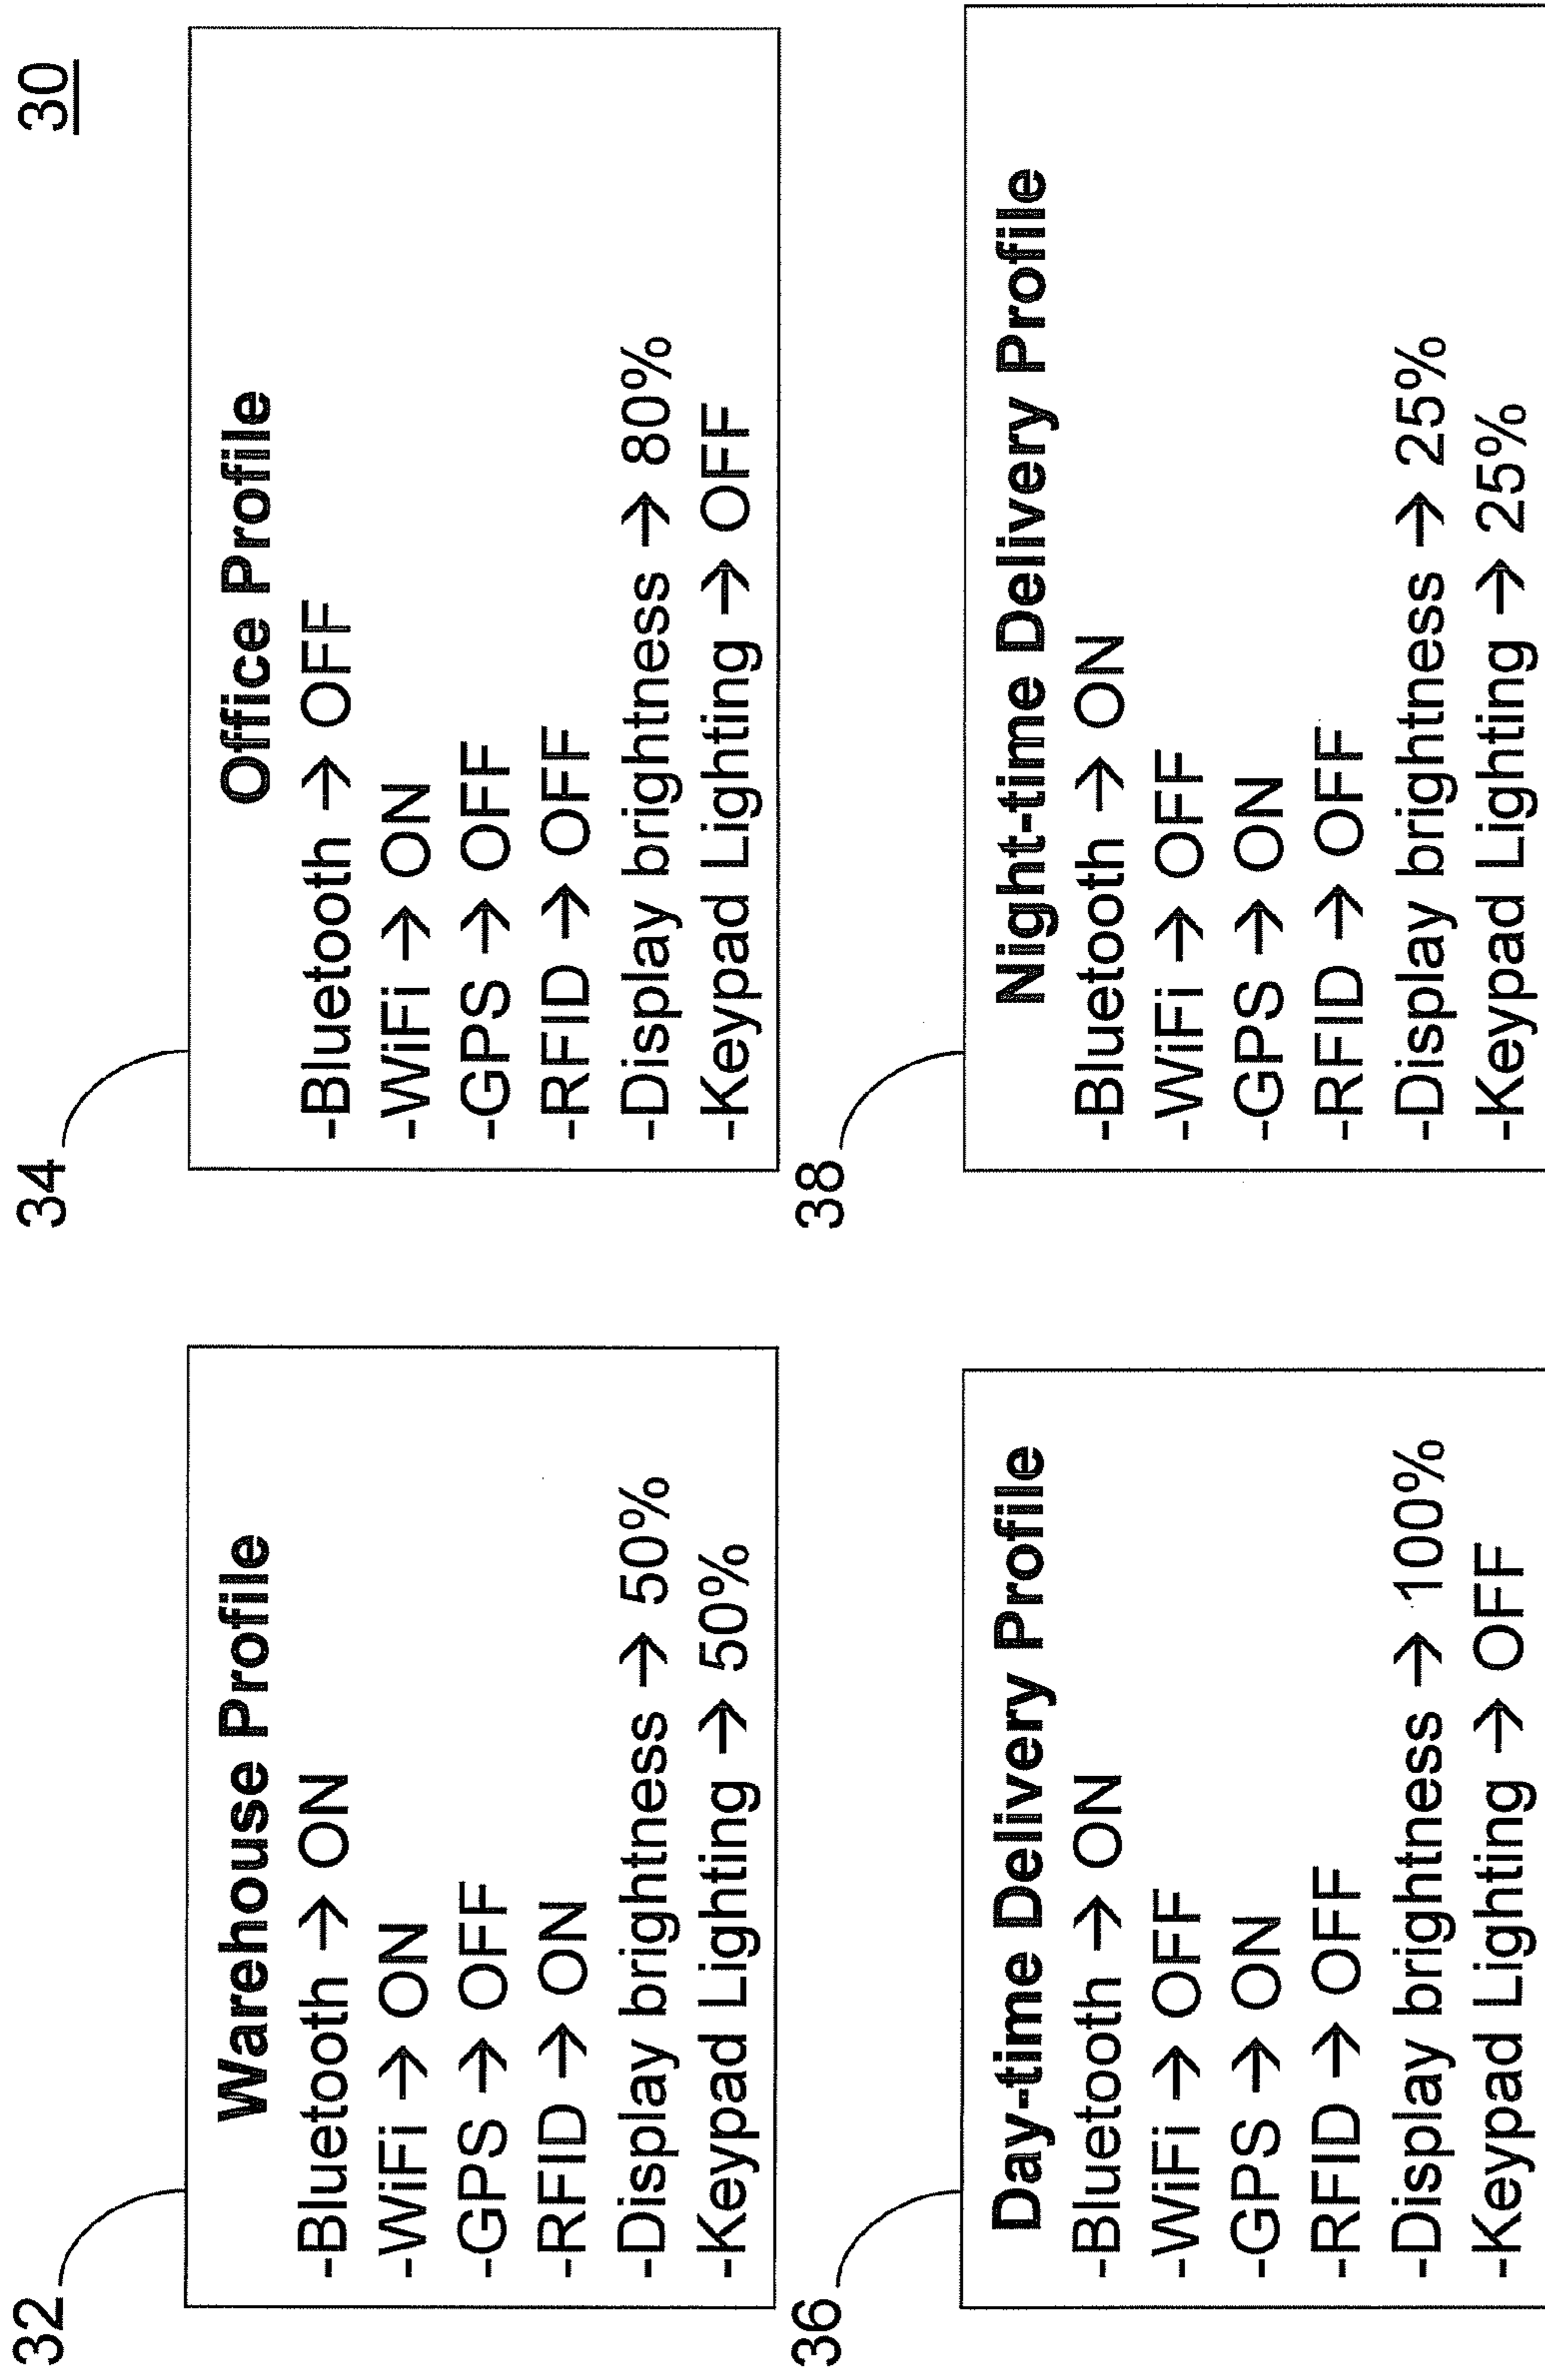 30
32
Warehouse Profile
-Bluetooth → ON
-WiFi → ON
-GPS → OFF
-RFID → ON
-Display brightness → 50%
-Keypad Lighting → 50%
34
Office Profile
-Bluetooth → OFF
-WiFi → ON
-GPS → OFF
-RFID → OFF
-Display brightness → 80%
-Keypad Lighting → OFF
36
Day-time Delivery Profile
-Bluetooth → ON
-WiFi → OFF
-GPS → ON
-RFID → OFF
-Display brightness → 100%
-Keypad Lighting → OFF
38
Night-time Delivery Profile
-Bluetooth → ON
-WiFi → OFF
-GPS → ON
-RFID → OFF
-Display brightness → 25%
-Keypad Lighting → 25%